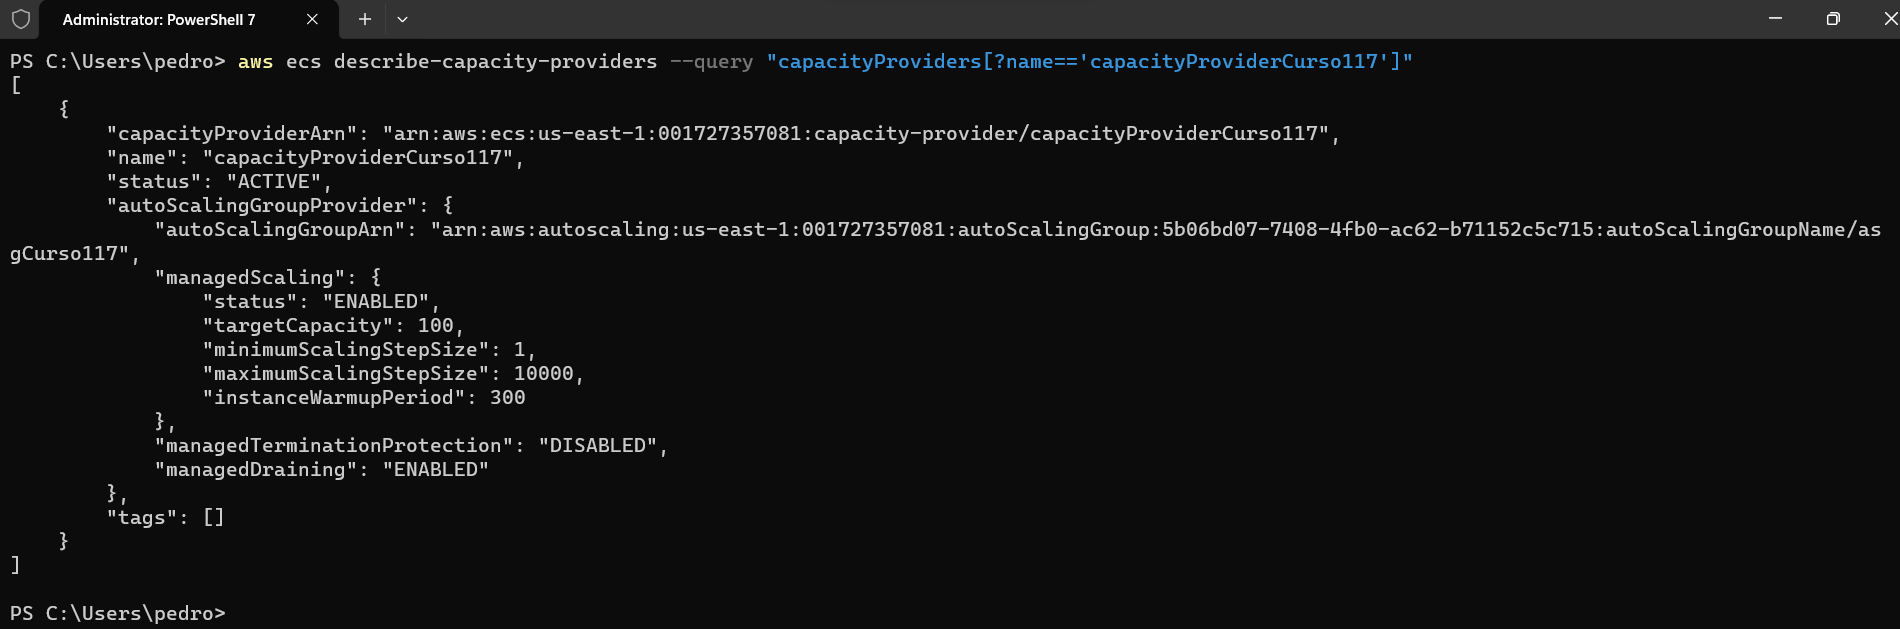 Administrator: PowerShell 7
PS C:\Users\pedro> aws ecs describe-capacity-providers --query "capacityProviders[?name=='capacityProviderCurso117']"
[
    {
        "capacityProviderArn": "arn:aws:ecs:us-east-1:001727357081:capacity-provider/capacityProviderCurso117",
        "name": "capacityProviderCurso117",
        "status": "ACTIVE",
        "autoScalingGroupProvider": {
            "autoScalingGroupArn": "arn:aws:autoscaling:us-east-1:001727357081:autoScalingGroup:5b06bd07-7408-4fb0-ac62-b71152c5c715:autoScalingGroupName/as
gCurso117",
            "managedScaling": {
                "status": "ENABLED",
                "targetCapacity": 100,
                "minimumScalingStepSize": 1,
                "maximumScalingStepSize": 10000,
                "instanceWarmupPeriod": 300
            },
            "managedTerminationProtection": "DISABLED",
            "managedDraining": "ENABLED"
        },
        "tags": []
    }
]
PS C:\Users\pedro>